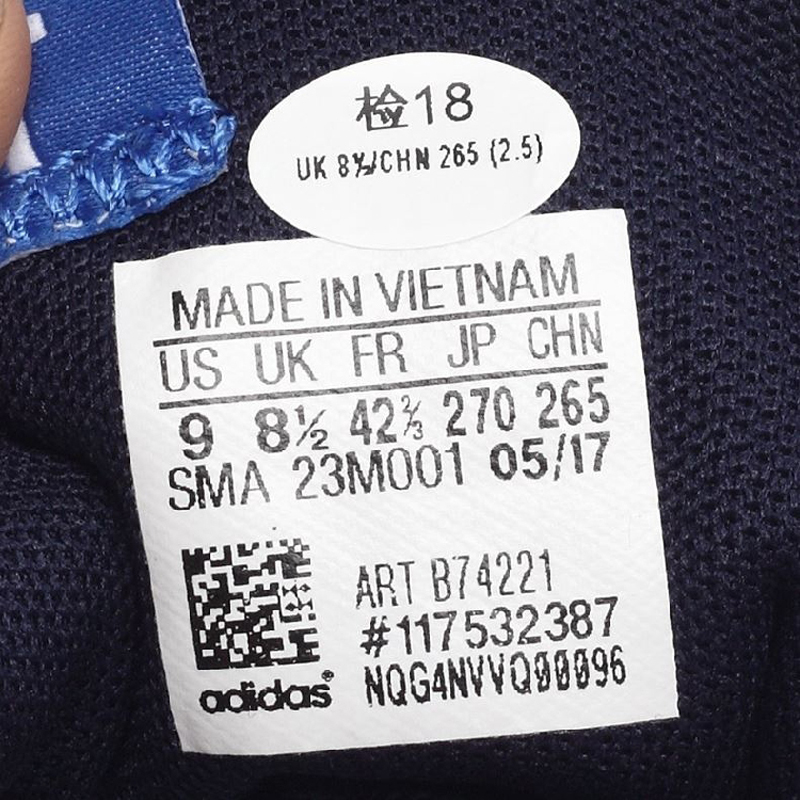 检18
UK 8½/CHN 265 (2.5)
MADE IN VIETNAM
US UK FR JP CHN
9 8½ 42⅔ 270 265
SMA 23M001 05/17
ART B74221
#117532387
NQG4NVVQ00096
adidas®